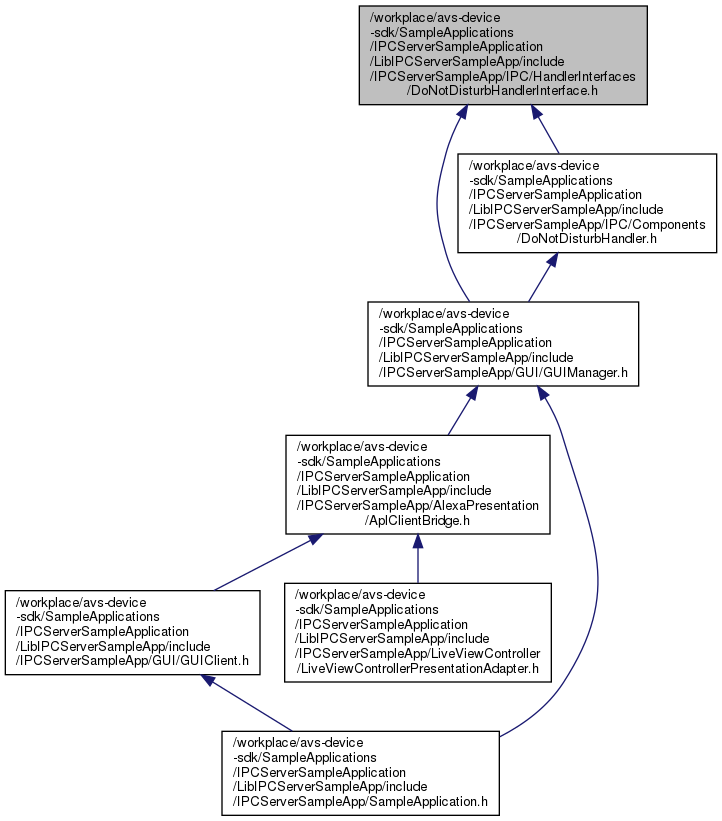 /workplace/avs-device
-sdk/SampleApplications
/IPCServerSampleApplication
/LibIPCServerSampleApp/include
/IPCServerSampleApp/IPC/HandlerInterfaces
/DoNotDisturbHandlerInterface.h
/workplace/avs-device
-sdk/SampleApplications
/IPCServerSampleApplication
/LibIPCServerSampleApp/include
/IPCServerSampleApp/IPC/Components
/DoNotDisturbHandler.h
/workplace/avs-device
-sdk/SampleApplications
/IPCServerSampleApplication
/LibIPCServerSampleApp/include
/IPCServerSampleApp/GUI/GUIManager.h
/workplace/avs-device
-sdk/SampleApplications
/IPCServerSampleApplication
/LibIPCServerSampleApp/include
/IPCServerSampleApp/AlexaPresentation
/AplClientBridge.h
/workplace/avs-device
-sdk/SampleApplications
/IPCServerSampleApplication
/LibIPCServerSampleApp/include
/IPCServerSampleApp/GUI/GUIClient.h
/workplace/avs-device
-sdk/SampleApplications
/IPCServerSampleApplication
/LibIPCServerSampleApp/include
/IPCServerSampleApp/LiveViewController
/LiveViewControllerPresentationAdapter.h
/workplace/avs-device
-sdk/SampleApplications
/IPCServerSampleApplication
/LibIPCServerSampleApp/include
/IPCServerSampleApp/SampleApplication.h